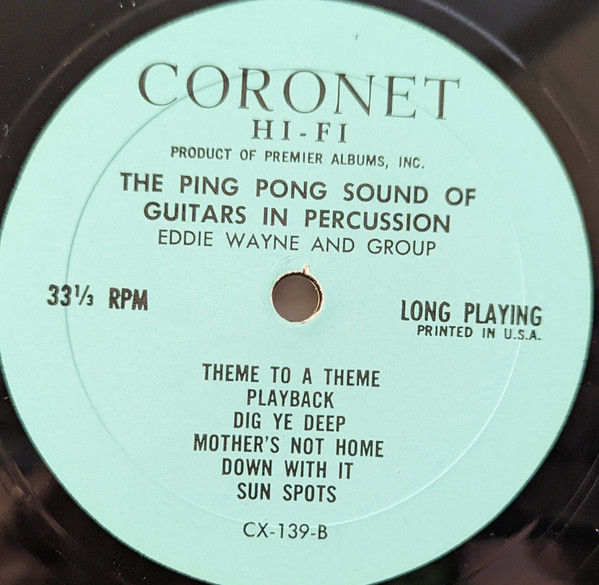 CORONET
HI-FI
PRODUCT OF PREMIER ALBUMS, INC.
THE PING PONG SOUND OF
GUITARS IN PERCUSSION
EDDIE WAYNE AND GROUP
33⅓ RPM
LONG PLAYING
PRINTED IN U.S.A.
THEME TO A THEME
PLAYBACK
DIG YE DEEP
MOTHER'S NOT HOME
DOWN WITH IT
SUN SPOTS
CX-139-B